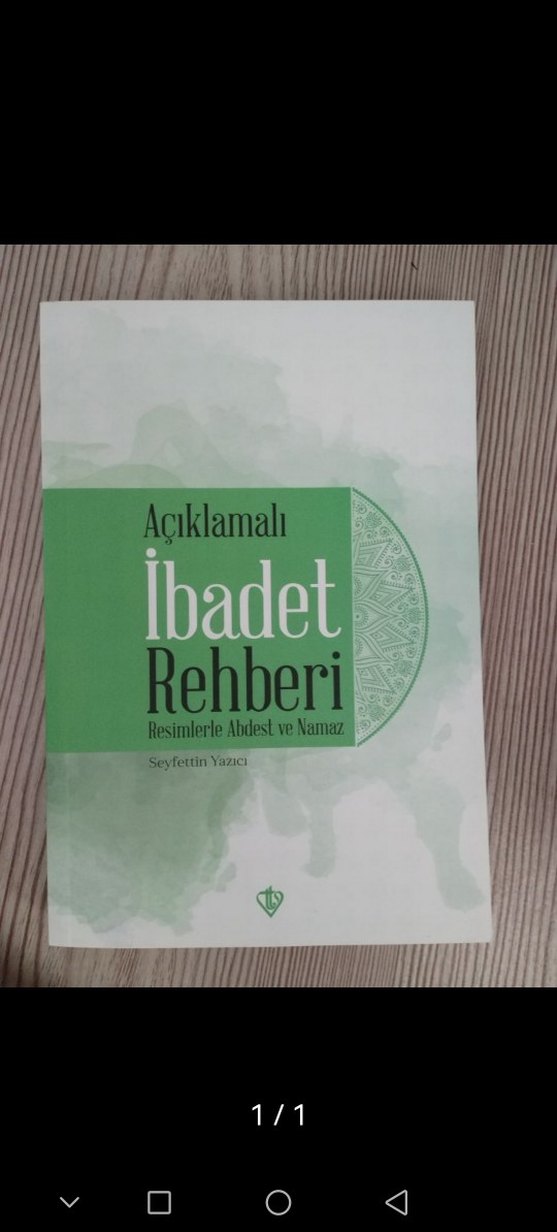 Açıklamalı
İbadet
Rehberi
Resimlerle Abdest ve Namaz
Seyfettin Yazıcı
1 / 1